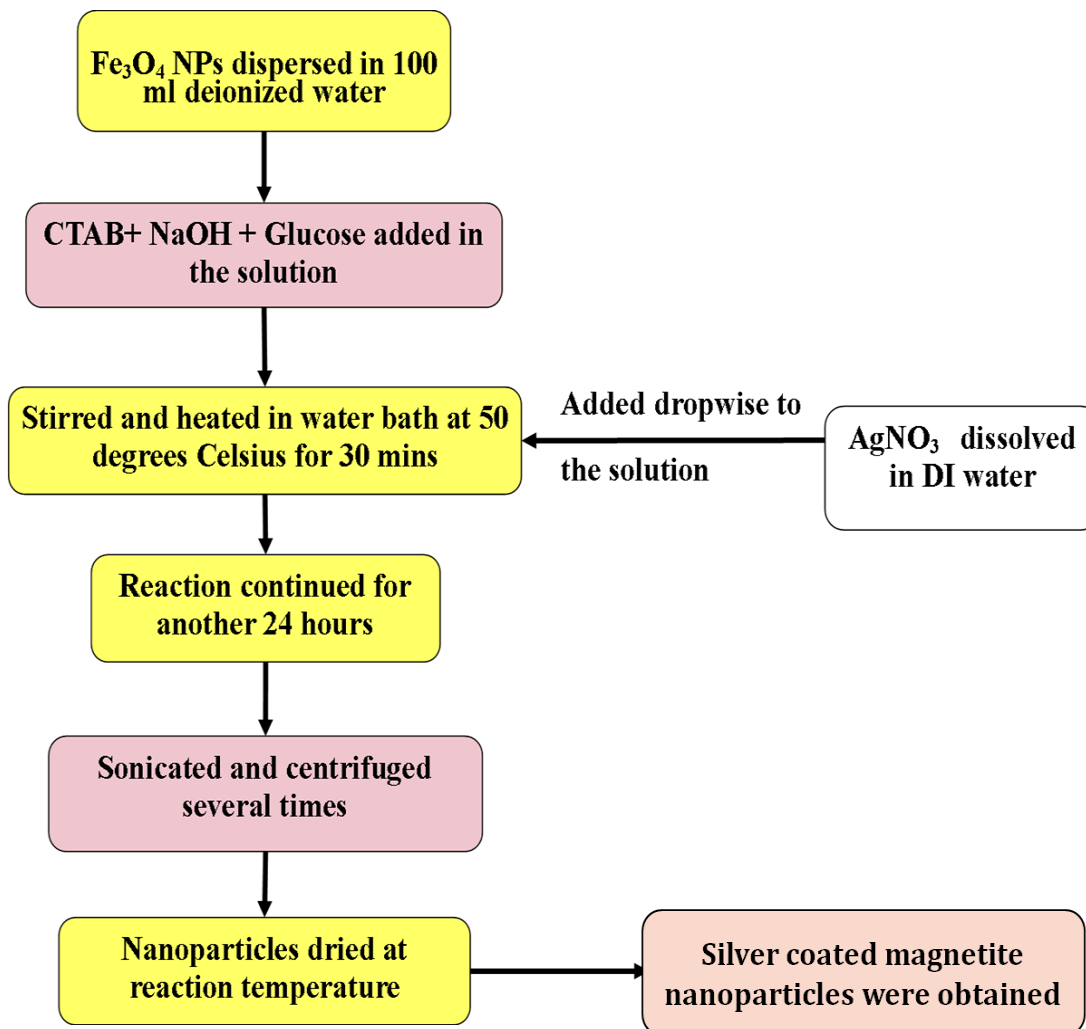 Fe₃O₄ NPs dispersed in 100
ml deionized water
CTAB+ NaOH + Glucose added in
the solution
Stirred and heated in water bath at 50
degrees Celsius for 30 mins
Added dropwise to
the solution
AgNO₃ dissolved
in DI water
Reaction continued for
another 24 hours
Sonicated and centrifuged
several times
Nanoparticles dried at
reaction temperature
Silver coated magnetite
nanoparticles were obtained